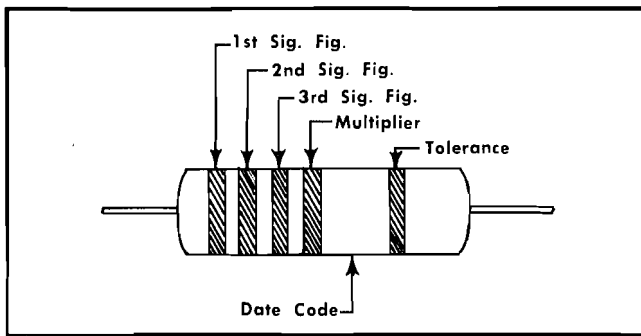 1st Sig. Fig.
2nd Sig. Fig.
3rd Sig. Fig.
Multiplier
Tolerance
Date Code